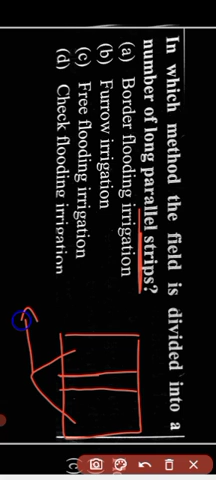 In which method the field is divided into a
number of long parallel strips?
(a) Border flooding irrigation
(b) Furrow irrigation
(c) Free flooding irrigation
(d) Check flooding irrigation
(c)